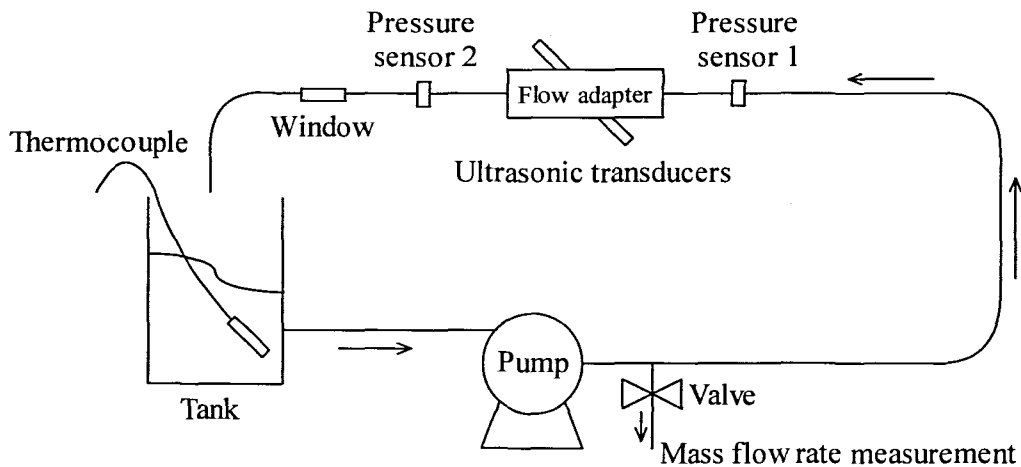 Pressure
sensor 2
Pressure
sensor 1
Flow adapter
Window
Thermocouple
Ultrasonic transducers
Pump
Valve
Tank
Mass flow rate measurement